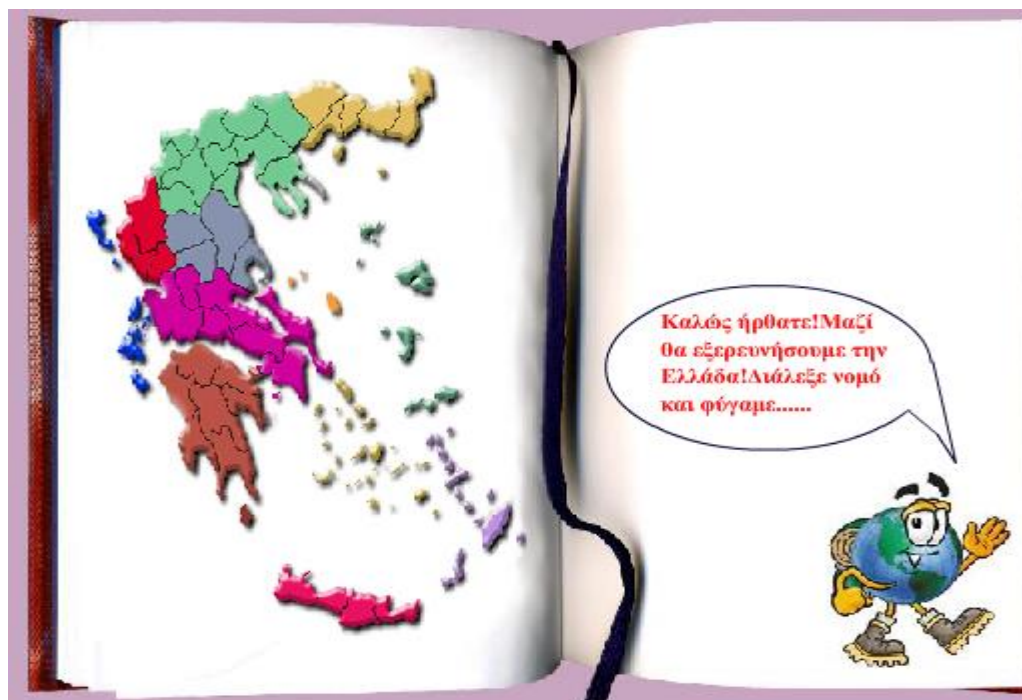 Καλώς ήρθατε!Μαζί
θα εξερευνήσουμε την
Ελλάδα!Διάλεξε νομό
και φύγαμε......